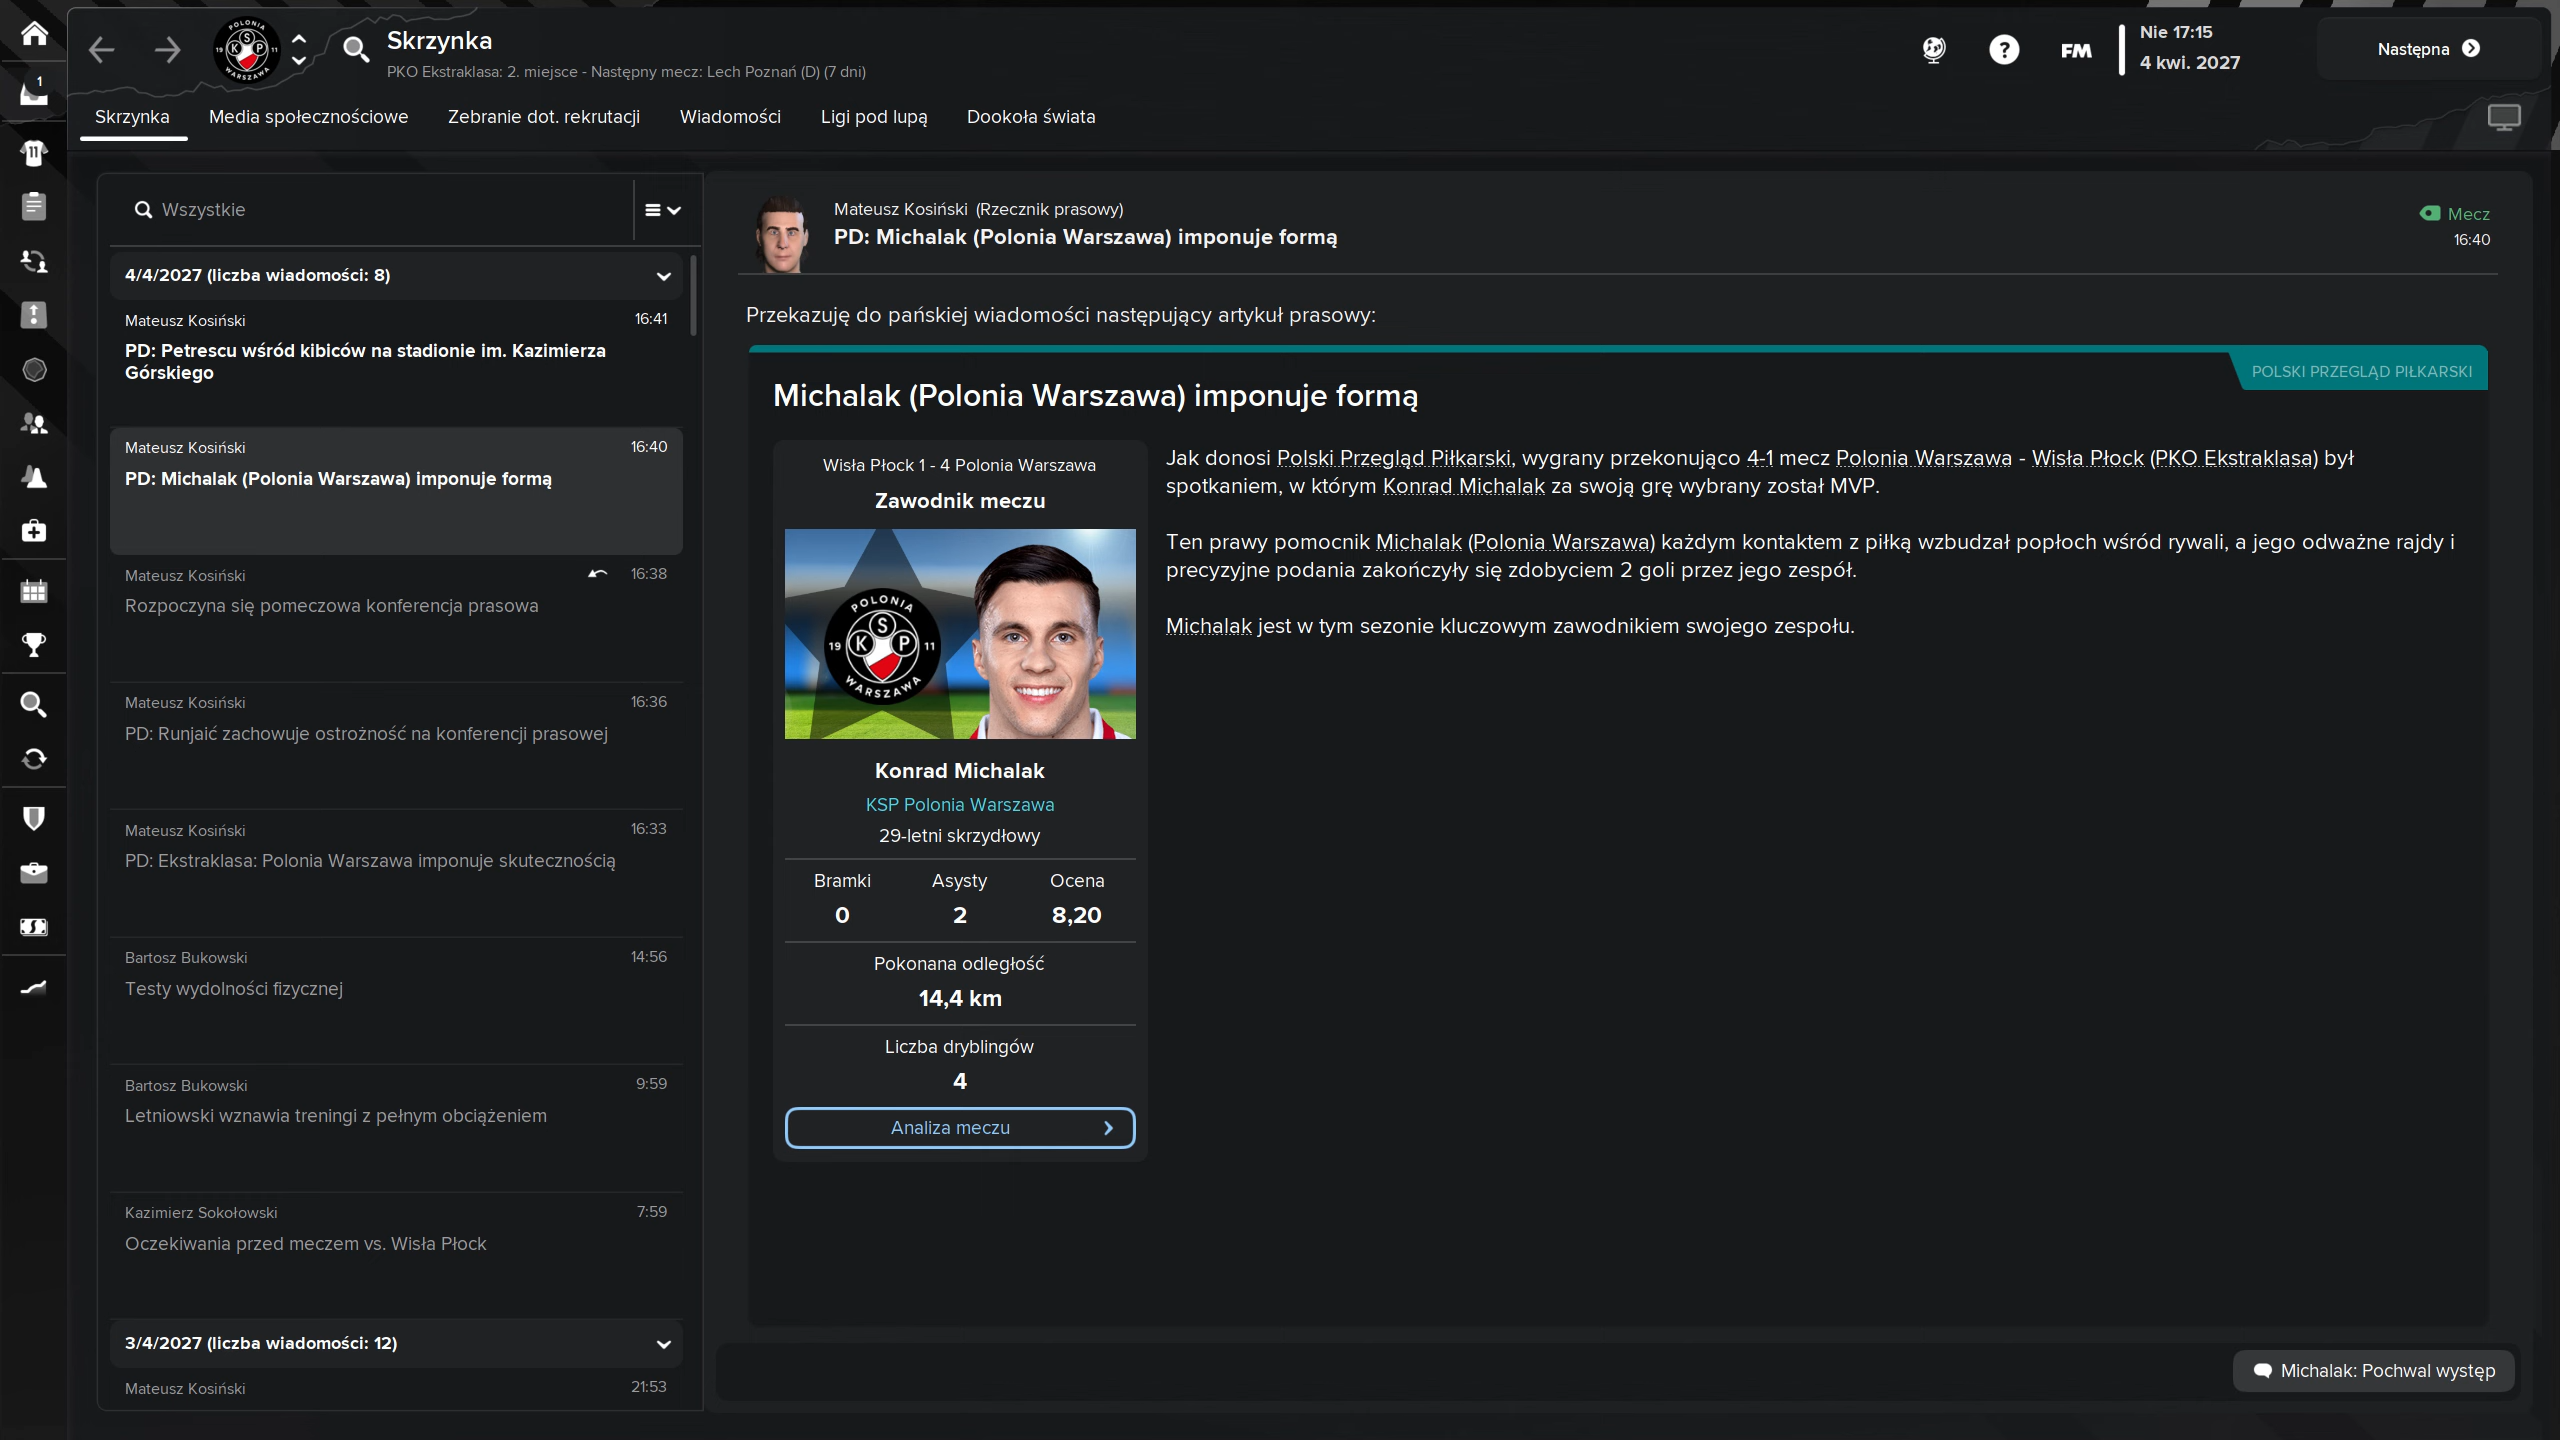 Skrzynka
PKO Ekstraklasa: 2. miejsce - Następny mecz: Lech Poznań (D) (7 dni)
FM
Nie 17:15
4 kwi. 2027
Następna
1
11
Skrzynka
Media społecznościowe
Zebranie dot. rekrutacji
Wiadomości
Ligi pod lupą
Dookoła świata
Wszystkie
4/4/2027 (liczba wiadomości: 8)
Mateusz Kosiński 16:41
PD: Petrescu wśród kibiców na stadionie im. Kazimierza
Górskiego
Mateusz Kosiński 16:40
PD: Michalak (Polonia Warszawa) imponuje formą
Mateusz Kosiński 16:38
Rozpoczyna się pomeczowa konferencja prasowa
Mateusz Kosiński 16:36
PD: Runjaić zachowuje ostrożność na konferencji prasowej
Mateusz Kosiński 16:33
PD: Ekstraklasa: Polonia Warszawa imponuje skutecznością
Bartosz Bukowski 14:56
Testy wydolności fizycznej
Bartosz Bukowski 9:59
Letniowski wznawia treningi z pełnym obciążeniem
Kazimierz Sokołowski 7:59
Oczekiwania przed meczem vs. Wisła Płock
3/4/2027 (liczba wiadomości: 12)
Mateusz Kosiński 21:53
Mateusz Kosiński (Rzecznik prasowy)
PD: Michalak (Polonia Warszawa) imponuje formą
Mecz
16:40
Przekazuję do pańskiej wiadomości następujący artykuł prasowy:
POLSKI PRZEGLĄD PIŁKARSKI
Michalak (Polonia Warszawa) imponuje formą
Wisła Płock 1 - 4 Polonia Warszawa
Zawodnik meczu
POLONIA
19 K S P 11
WARSZAWA
Konrad Michalak
KSP Polonia Warszawa
29-letni skrzydłowy
Bramki Asysty Ocena
0 2 8,20
Pokonana odległość
14,4 km
Liczba dryblingów
4
Analiza meczu
Jak donosi Polski Przegląd Piłkarski, wygrany przekonująco 4-1 mecz Polonia Warszawa - Wisła Płock (PKO Ekstraklasa) był
spotkaniem, w którym Konrad Michalak za swoją grę wybrany został MVP.
Ten prawy pomocnik Michalak (Polonia Warszawa) każdym kontaktem z piłką wzbudzał popłoch wśród rywali, a jego odważne rajdy i
precyzyjne podania zakończyły się zdobyciem 2 goli przez jego zespół.
Michalak jest w tym sezonie kluczowym zawodnikiem swojego zespołu.
Michalak: Pochwal występ